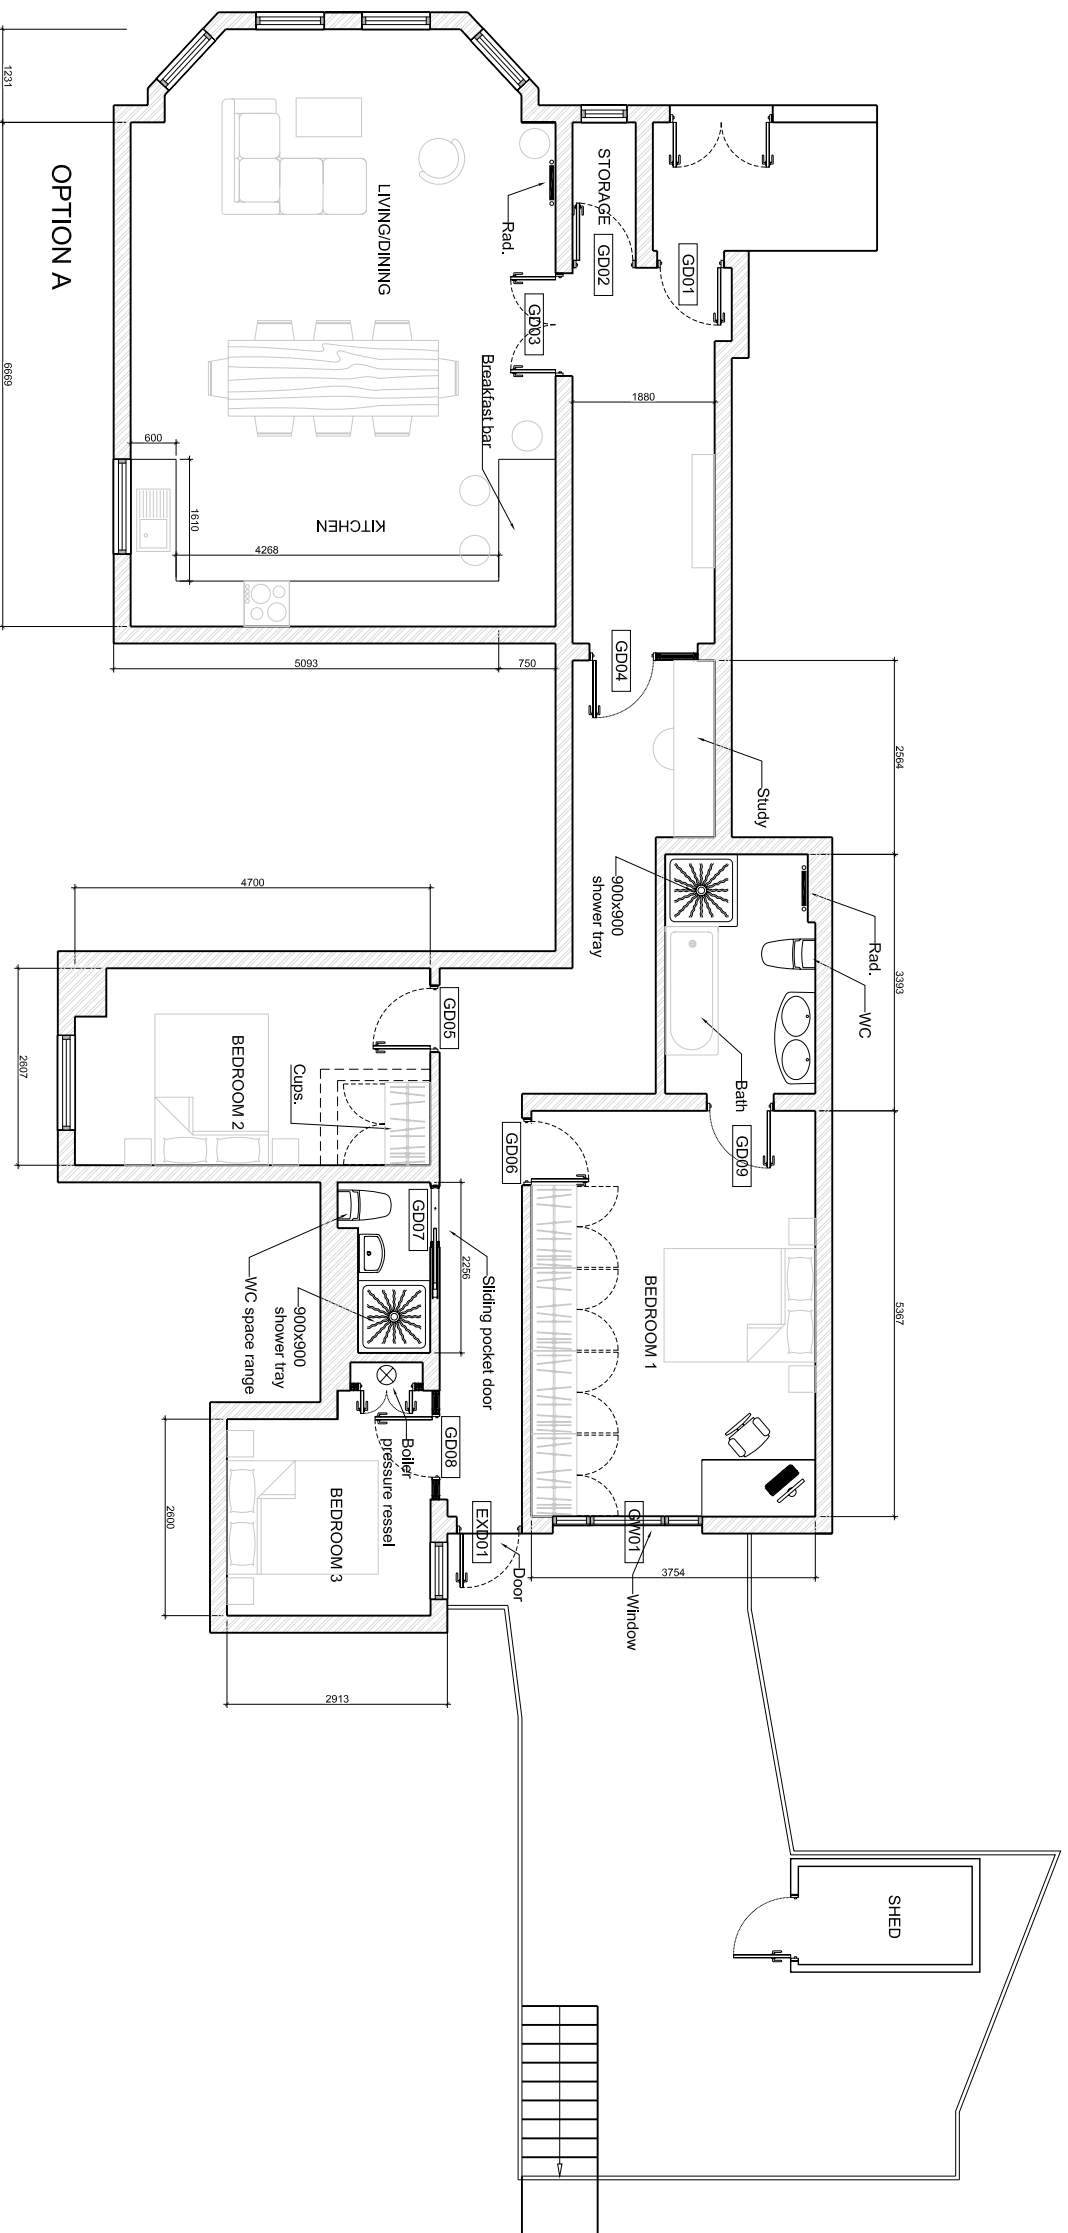 OPTION A
1231
6669
LIVING/DINING
STORAGE
GD02
GD01
Rad.
GD03
Breakfast bar
1880
600
1610
KITCHEN
4268
5093
750
GD04
2564
Study
900x900
shower tray
Rad.
WC
3393
Bath
4700
2607
GD05
BEDROOM 2
Cups.
GD06
GD09
GD07
2256
Sliding pocket door
WC space range
900x900
shower tray
BEDROOM 1
5367
GD08
Boiler
pressure ressel
BEDROOM 3
2600
EXD01
Door
GW01
Window
3754
2913
SHED